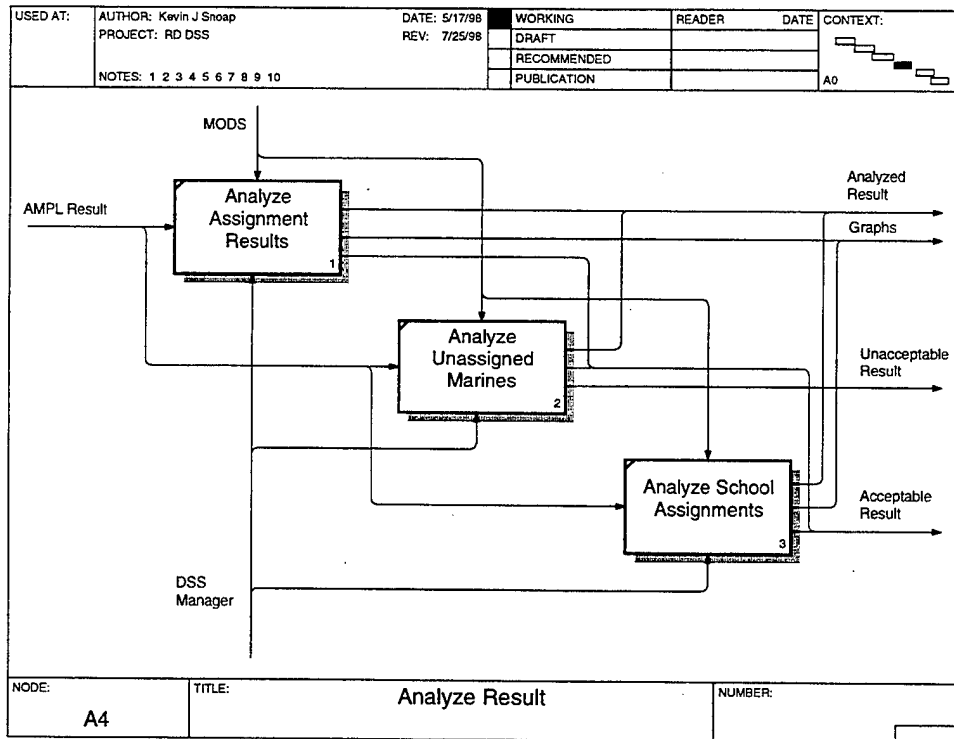 USED AT:
AUTHOR: Kevin J Snoap
DATE: 5/17/98
WORKING
READER
DATE
CONTEXT:
PROJECT: RD DSS
REV: 7/25/98
DRAFT
RECOMMENDED
NOTES: 1 2 3 4 5 6 7 8 9 10
PUBLICATION
A0
MODS
AMPL Result
Analyze
Assignment
Results
1
Analyzed
Result
Graphs
Analyze
Unassigned
Marines
2
Unacceptable
Result
Analyze School
Assignments
3
Acceptable
Result
DSS
Manager
NODE:
A4
TITLE:
Analyze Result
NUMBER: